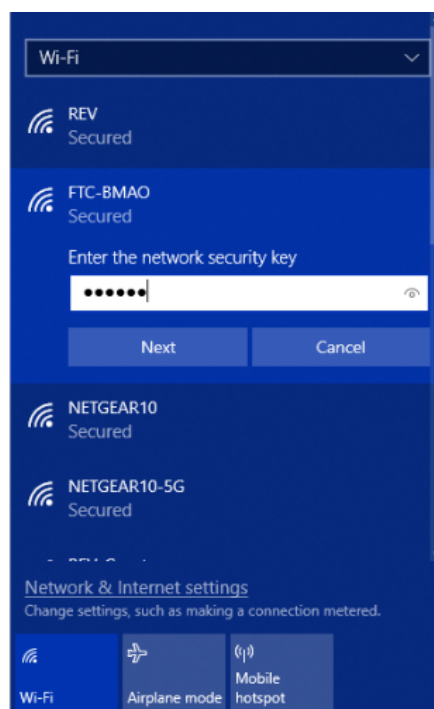 Wi-Fi
REV
Secured
FTC-BMAO
Secured
Enter the network security key
••••••
Next
Cancel
NETGEAR10
Secured
NETGEAR10-5G
Secured
Network & Internet settings
Change settings, such as making a connection metered.
Wi-Fi
Airplane mode
Mobile
hotspot